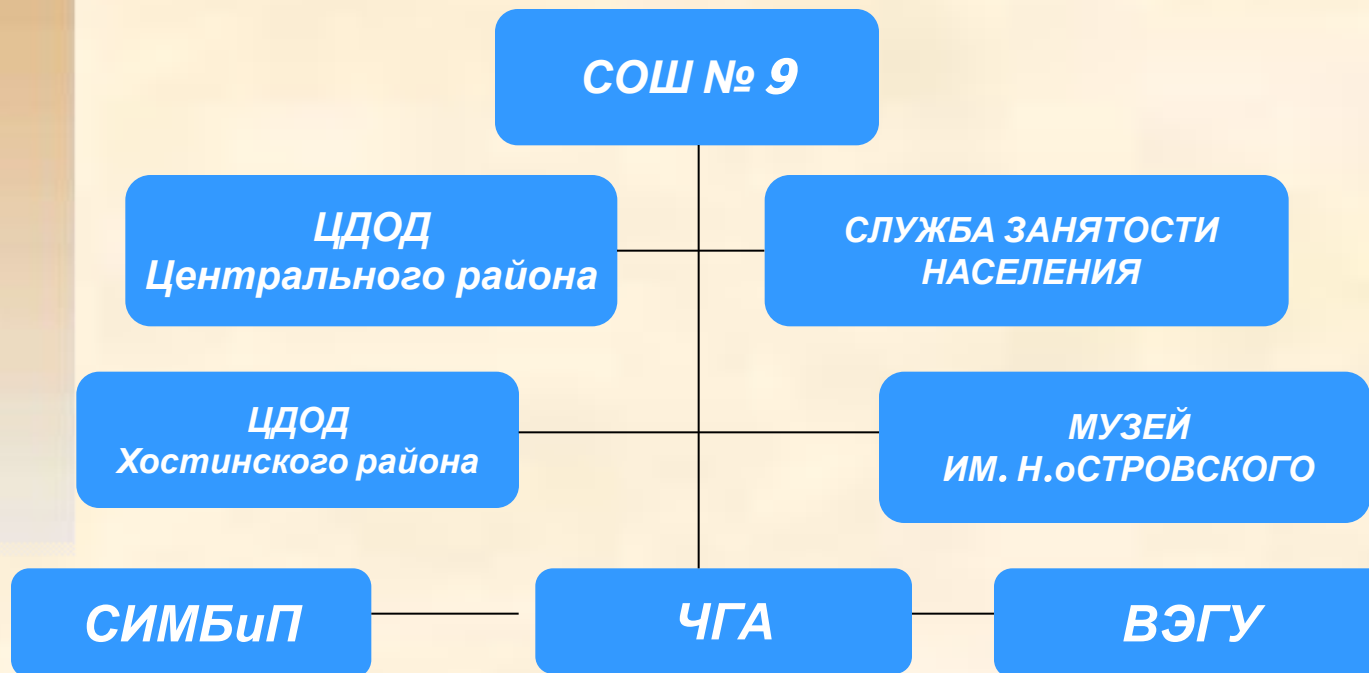 СОШ № 9
ЦДОД
Центрального района
СЛУЖБА ЗАНЯТОСТИ
НАСЕЛЕНИЯ
ЦДОД
Хостинского района
МУЗЕЙ
ИМ. Н.оСТРОВСКОГО
СИМБиП
ЧГА
ВЭГУ